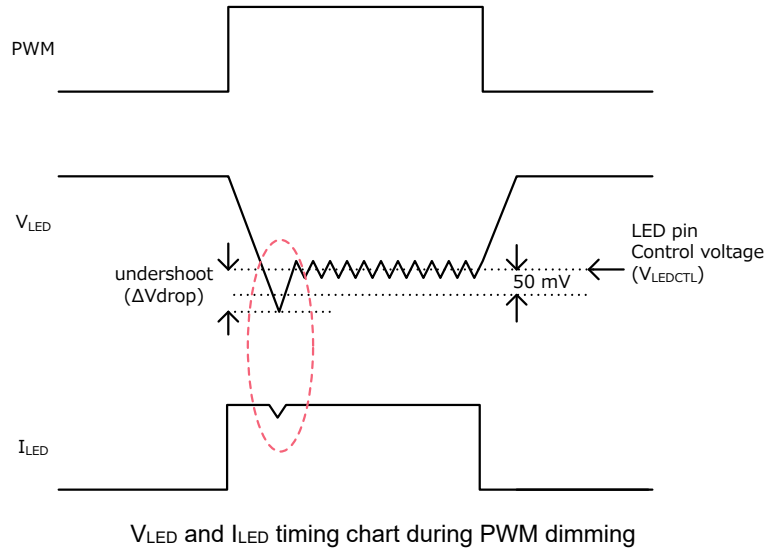 PWM
VLED
LED pin
Control voltage
(VLEDCTL)
undershoot
(ΔVdrop)
50 mV
ILED
VLED and ILED timing chart during PWM dimming